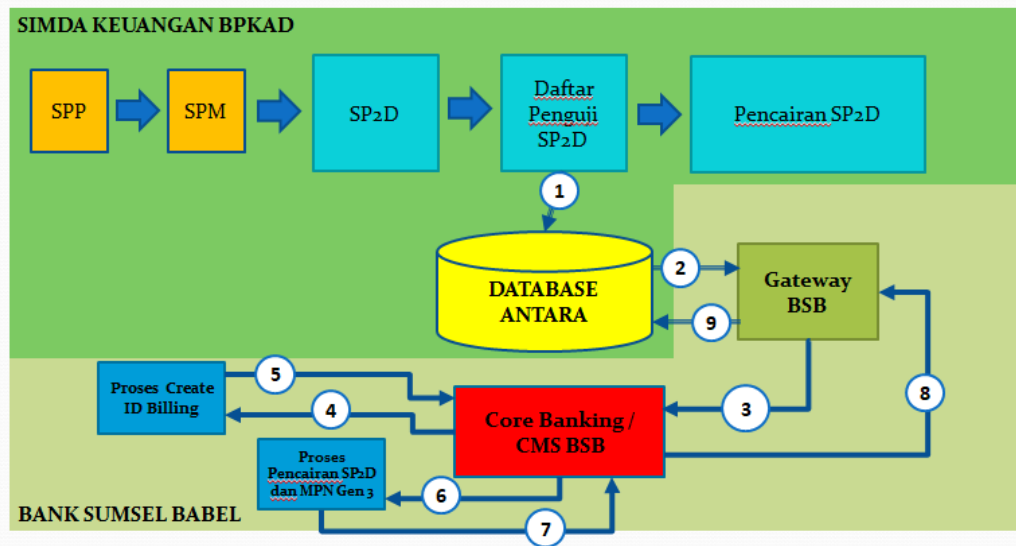 SIMDA KEUANGAN BPKAD
SPP
SPM
SP2D
Daftar
Penguji
SP2D
Pencairan SP2D
1
DATABASE
ANTARA
2
9
Gateway
BSB
Proses Create
ID Billing
5
4
3
8
Core Banking /
CMS BSB
Proses
Pencairan SP2D
dan MPN Gen 3
6
7
BANK SUMSEL BABEL